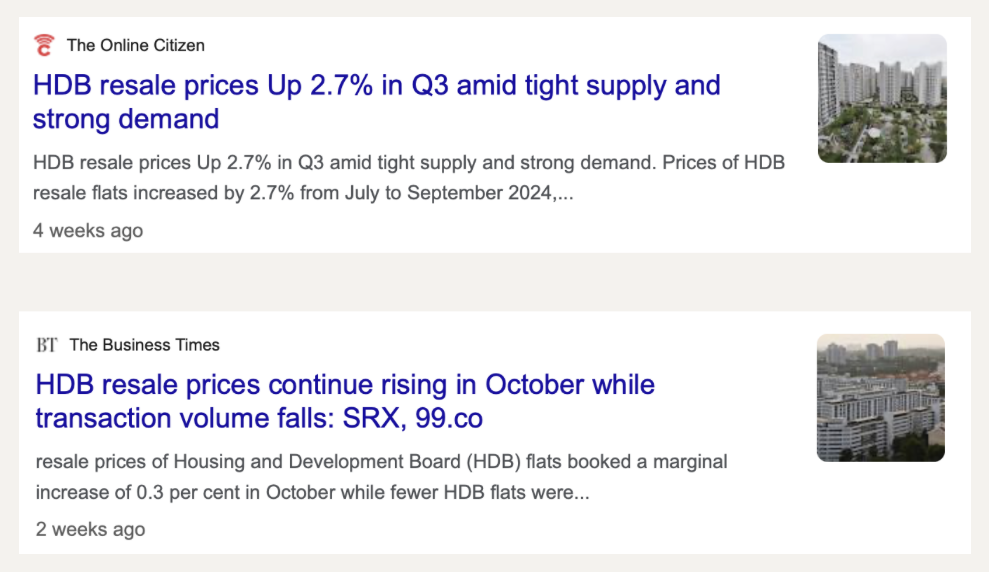 The Online Citizen
HDB resale prices Up 2.7% in Q3 amid tight supply and
strong demand
HDB resale prices Up 2.7% in Q3 amid tight supply and strong demand. Prices of HDB
resale flats increased by 2.7% from July to September 2024,...
4 weeks ago
BT The Business Times
HDB resale prices continue rising in October while
transaction volume falls: SRX, 99.co
resale prices of Housing and Development Board (HDB) flats booked a marginal
increase of 0.3 per cent in October while fewer HDB flats were...
2 weeks ago